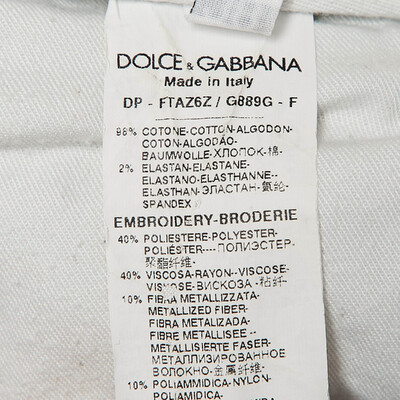 DOLCE & GABBANA
Made in Italy
DP - FTAZ6Z / G889G - F
98% COTONE-COTTON-ALGODON-
COTON-ALGODÃO-
BAUMWOLLE-ХЛОПОК-棉-
2% ELASTAN-ELASTANE-
ELASTANO-ELASTHANNE--
ELASTHAN-ЭЛАСТАН-氨纶-
SPANDEX
EMBROIDERY-BRODERIE
40% POLIESTERE-POLYESTER-
POLIÉSTER----ПОЛИЭСТЕР-
聚酯纤维-
40% VISCOSA-RAYON--VISCOSE-
VISKOSE-ВИСКОЗА-粘纤-
10% FIBRA METALLIZZATA-
METALLIZED FIBER-
FIBRA METALIZADA-
FIBRE METALLISEE --
METALLISIERTE FASER-
МЕТАЛЛИЗИРОВАННОЕ
ВОЛОКНО-金属纤维-
10% POLIAMMIDICA-NYLON-
POLIAMIDICA-